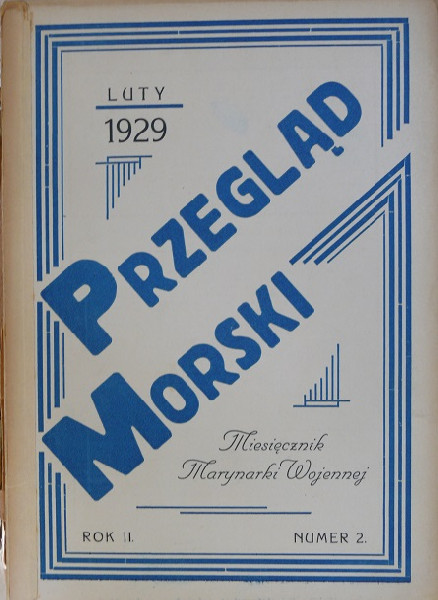 LUTY
1929
PRZEGLĄD
MORSKI
Miesięcznik
Marynarki Wojennej
ROK II. NUMER 2.